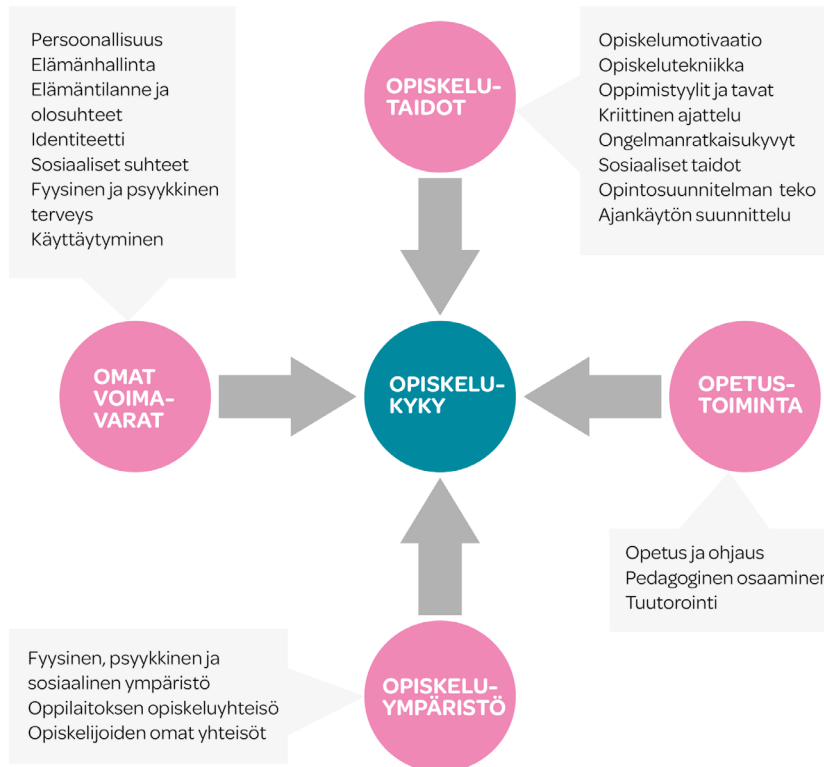 Persoonallisuus
Elämänhallinta
Elämäntilanne ja
olosuhteet
Identiteetti
Sosiaaliset suhteet
Fyysinen ja psyykkinen
terveys
Käyttäytyminen
OPISKELU-
TAIDOT
Opiskelumotivaatio
Opiskelutekniikka
Oppimistyylit ja tavat
Kriittinen ajattelu
Ongelmanratkaisukyvyt
Sosiaaliset taidot
Opintosuunnitelman teko
Ajankäytön suunnittelu
OMAT
VOIMA-
VARAT
OPISKELU-
KYKY
OPETUS-
TOIMINTA
Opetus ja ohjaus
Pedagoginen osaaminen
Tuutorointi
Fyysinen, psyykkinen ja
sosiaalinen ympäristö
Oppilaitoksen opiskeluyhteisö
Opiskelijoiden omat yhteisöt
OPISKELU-
YMPÄRISTÖ